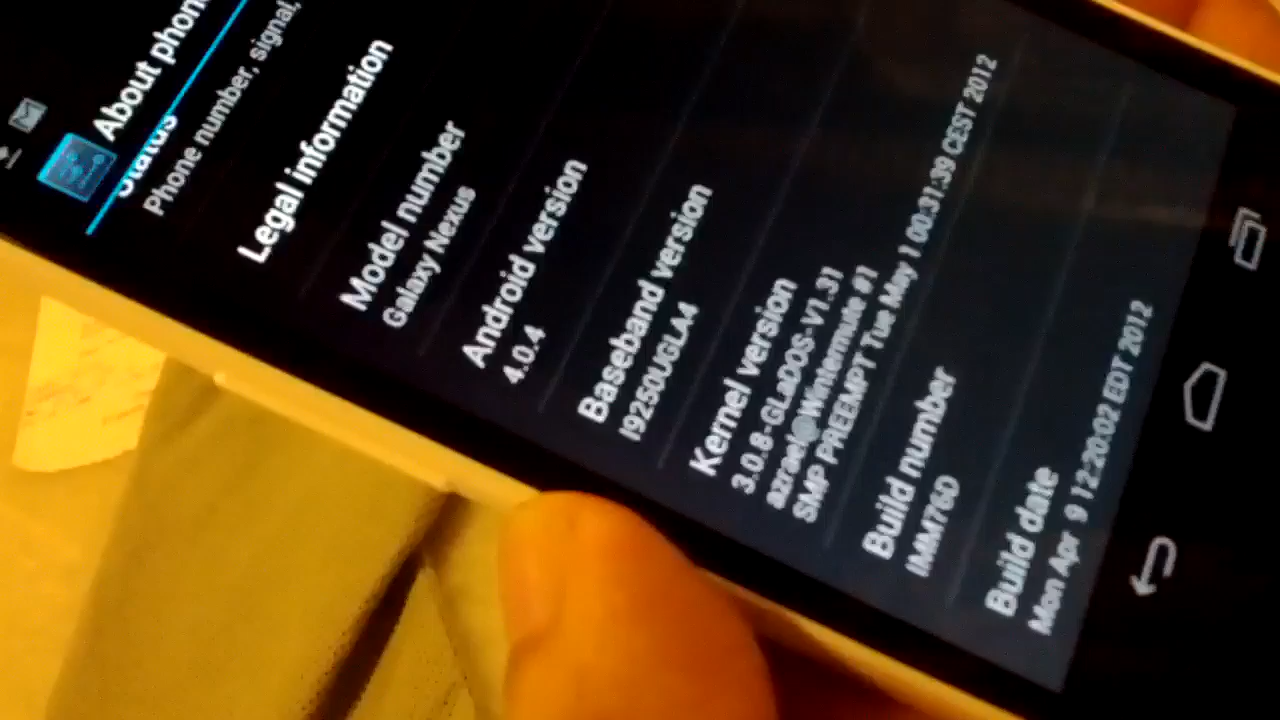 About phon
Status
Phone number, signal,
Legal information
Model number
Galaxy Nexus
Android version
4.0.4
Baseband version
I9250UGLA4
Kernel version
3.0.8-GLaDOS-V1.31
azrael@Wintermute #1
SMP PREEMPT Tue May 1 00:31:39 CEST 2012
Build number
IMM76D
Build date
Mon Apr 9 12:20:02 EDT 2012